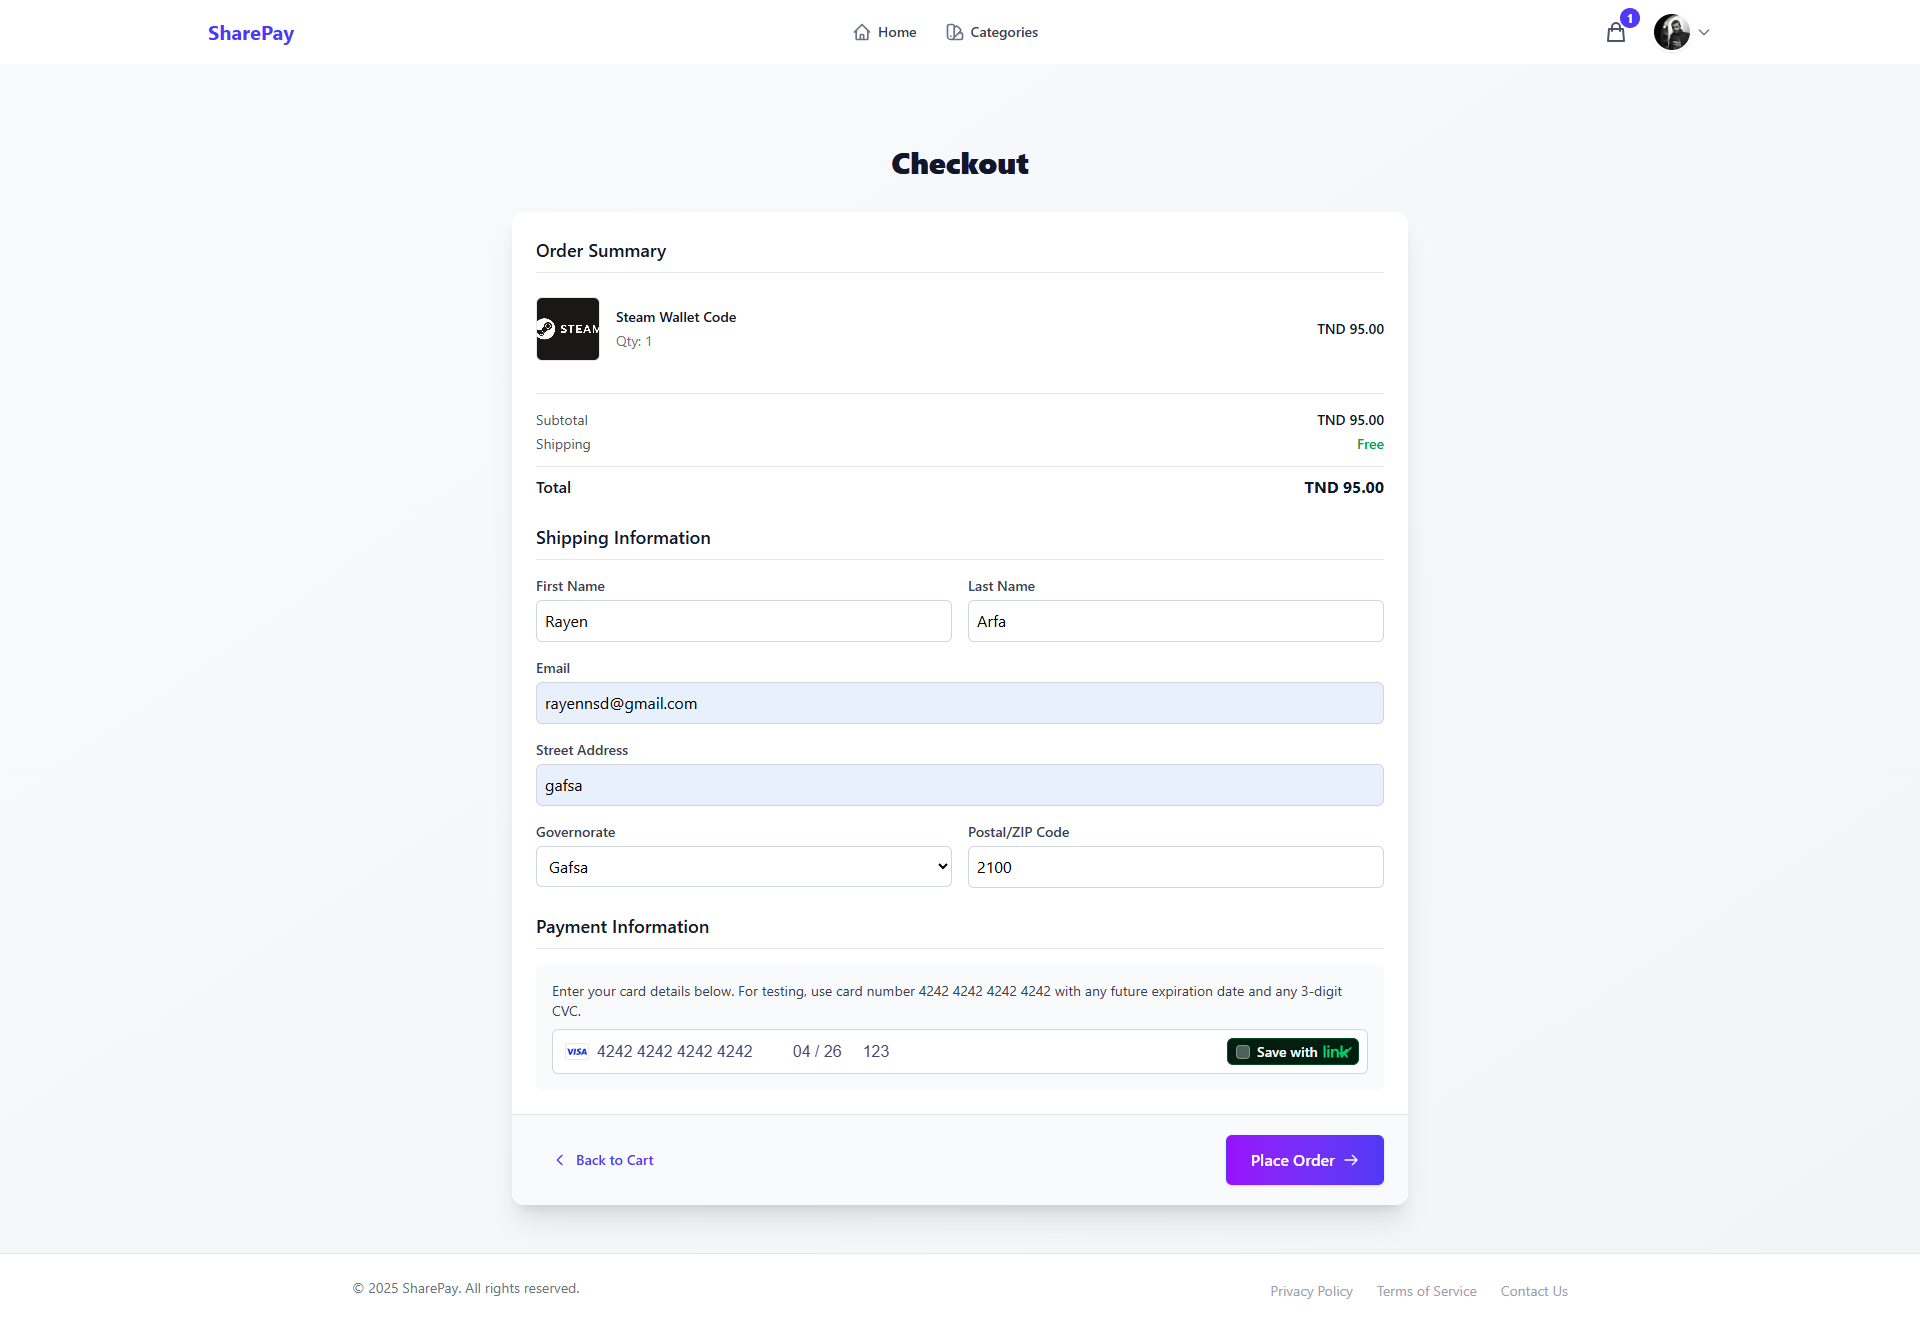 SharePay
Home
Categories
1
Checkout
Order Summary
STEAM
Steam Wallet Code
Qty: 1
TND 95.00
Subtotal
TND 95.00
Shipping
Free
Total
TND 95.00
Shipping Information
First Name
Last Name
Rayen
Arfa
Email
rayennsd@gmail.com
Street Address
gafsa
Governorate
Postal/ZIP Code
Gafsa
2100
Payment Information
Enter your card details below. For testing, use card number 4242 4242 4242 4242 with any future expiration date and any 3-digit
CVC.
VISA 4242 4242 4242 4242 04 / 26 123
Save with link
Back to Cart
Place Order
© 2025 SharePay. All rights reserved.
Privacy Policy
Terms of Service
Contact Us